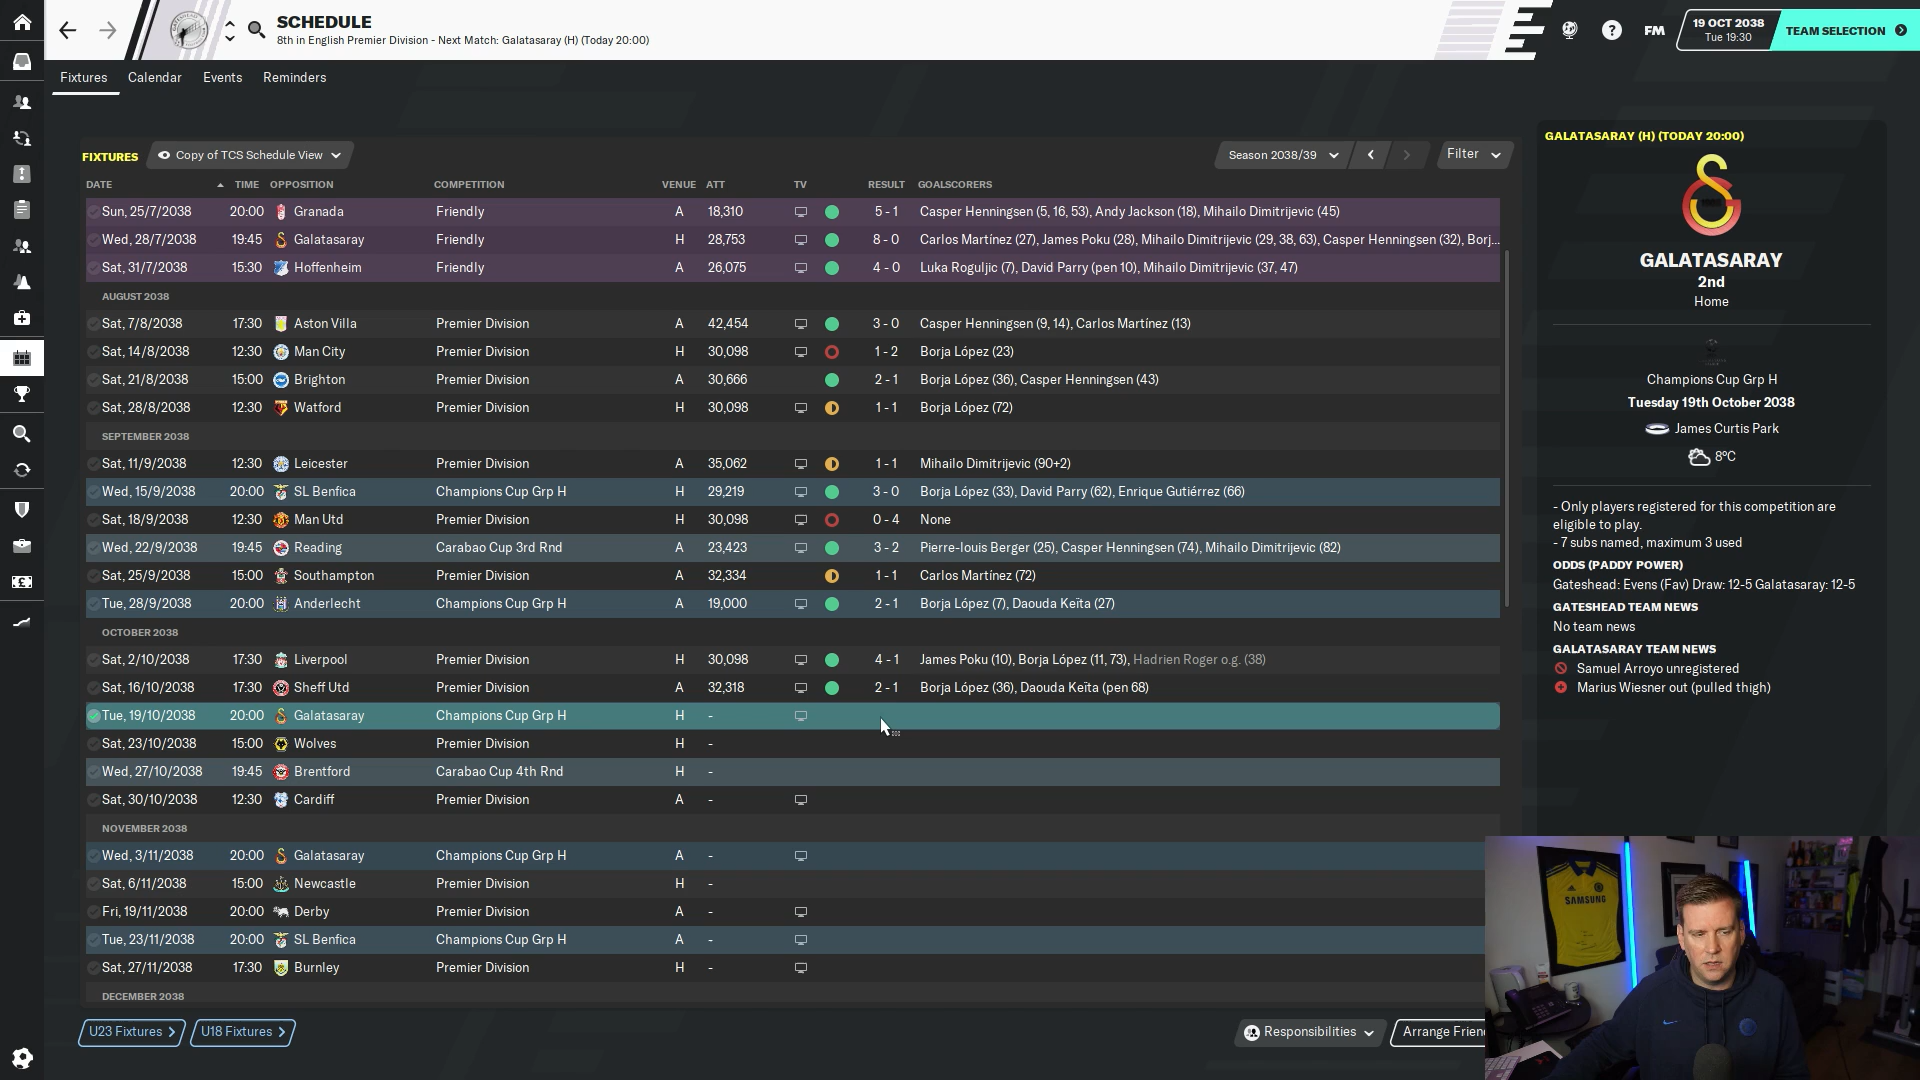 SCHEDULE
8th in English Premier Division - Next Match: Galatasaray (H) (Today 20:00)
FM
19 OCT 2038
Tue 19:30
TEAM SELECTION
Fixtures Calendar Events Reminders
FIXTURES Copy of TCS Schedule View Season 2038/39 Filter
DATE TIME OPPOSITION COMPETITION VENUE ATT TV RESULT GOALSCORERS
Sun, 25/7/2038 20:00 Granada Friendly A 18,310 5 - 1 Casper Henningsen (5, 16, 53), Andy Jackson (18), Mihailo Dimitrijevic (45)
Wed, 28/7/2038 19:45 Galatasaray Friendly H 28,753 8 - 0 Carlos Martínez (27), James Poku (28), Mihailo Dimitrijevic (29, 38, 63), Casper Henningsen (32), Borj...
Sat, 31/7/2038 15:30 Hoffenheim Friendly A 26,075 4 - 0 Luka Roguljic (7), David Parry (pen 10), Mihailo Dimitrijevic (37, 47)
AUGUST 2038
Sat, 7/8/2038 17:30 Aston Villa Premier Division A 42,454 3 - 0 Casper Henningsen (9, 14), Carlos Martínez (13)
Sat, 14/8/2038 12:30 Man City Premier Division H 30,098 1 - 2 Borja López (23)
Sat, 21/8/2038 15:00 Brighton Premier Division A 30,666 2 - 1 Borja López (36), Casper Henningsen (43)
Sat, 28/8/2038 12:30 Watford Premier Division H 30,098 1 - 1 Borja López (72)
SEPTEMBER 2038
Sat, 11/9/2038 12:30 Leicester Premier Division A 35,062 1 - 1 Mihailo Dimitrijevic (90+2)
Wed, 15/9/2038 20:00 SL Benfica Champions Cup Grp H H 29,219 3 - 0 Borja López (33), David Parry (62), Enrique Gutiérrez (66)
Sat, 18/9/2038 12:30 Man Utd Premier Division H 30,098 0 - 4 None
Wed, 22/9/2038 19:45 Reading Carabao Cup 3rd Rnd A 23,423 3 - 2 Pierre-louis Berger (25), Casper Henningsen (74), Mihailo Dimitrijevic (82)
Sat, 25/9/2038 15:00 Southampton Premier Division A 32,334 1 - 1 Carlos Martínez (72)
Tue, 28/9/2038 20:00 Anderlecht Champions Cup Grp H A 19,000 2 - 1 Borja López (7), Daouda Keïta (27)
OCTOBER 2038
Sat, 2/10/2038 17:30 Liverpool Premier Division H 30,098 4 - 1 James Poku (10), Borja López (11, 73), Hadrien Roger o.g. (38)
Sat, 16/10/2038 17:30 Sheff Utd Premier Division A 32,318 2 - 1 Borja López (36), Daouda Keïta (pen 68)
Tue, 19/10/2038 20:00 Galatasaray Champions Cup Grp H H -
Sat, 23/10/2038 15:00 Wolves Premier Division H -
Wed, 27/10/2038 19:45 Brentford Carabao Cup 4th Rnd H -
Sat, 30/10/2038 12:30 Cardiff Premier Division A -
NOVEMBER 2038
Wed, 3/11/2038 20:00 Galatasaray Champions Cup Grp H A -
Sat, 6/11/2038 15:00 Newcastle Premier Division H -
Fri, 19/11/2038 20:00 Derby Premier Division A -
Tue, 23/11/2038 20:00 SL Benfica Champions Cup Grp H A -
Sat, 27/11/2038 17:30 Burnley Premier Division H -
DECEMBER 2038
U23 Fixtures U18 Fixtures Responsibilities Arrange Frien
GALATASARAY (H) (TODAY 20:00)
GALATASARAY
2nd
Home
Champions Cup Grp H
Tuesday 19th October 2038
James Curtis Park
8°C
- Only players registered for this competition are
eligible to play.
- 7 subs named, maximum 3 used
ODDS (PADDY POWER)
Gateshead: Evens (Fav) Draw: 12-5 Galatasaray: 12-5
GATESHEAD TEAM NEWS
No team news
GALATASARAY TEAM NEWS
Samuel Arroyo unregistered
Marius Wiesner out (pulled thigh)
SAMSUNG